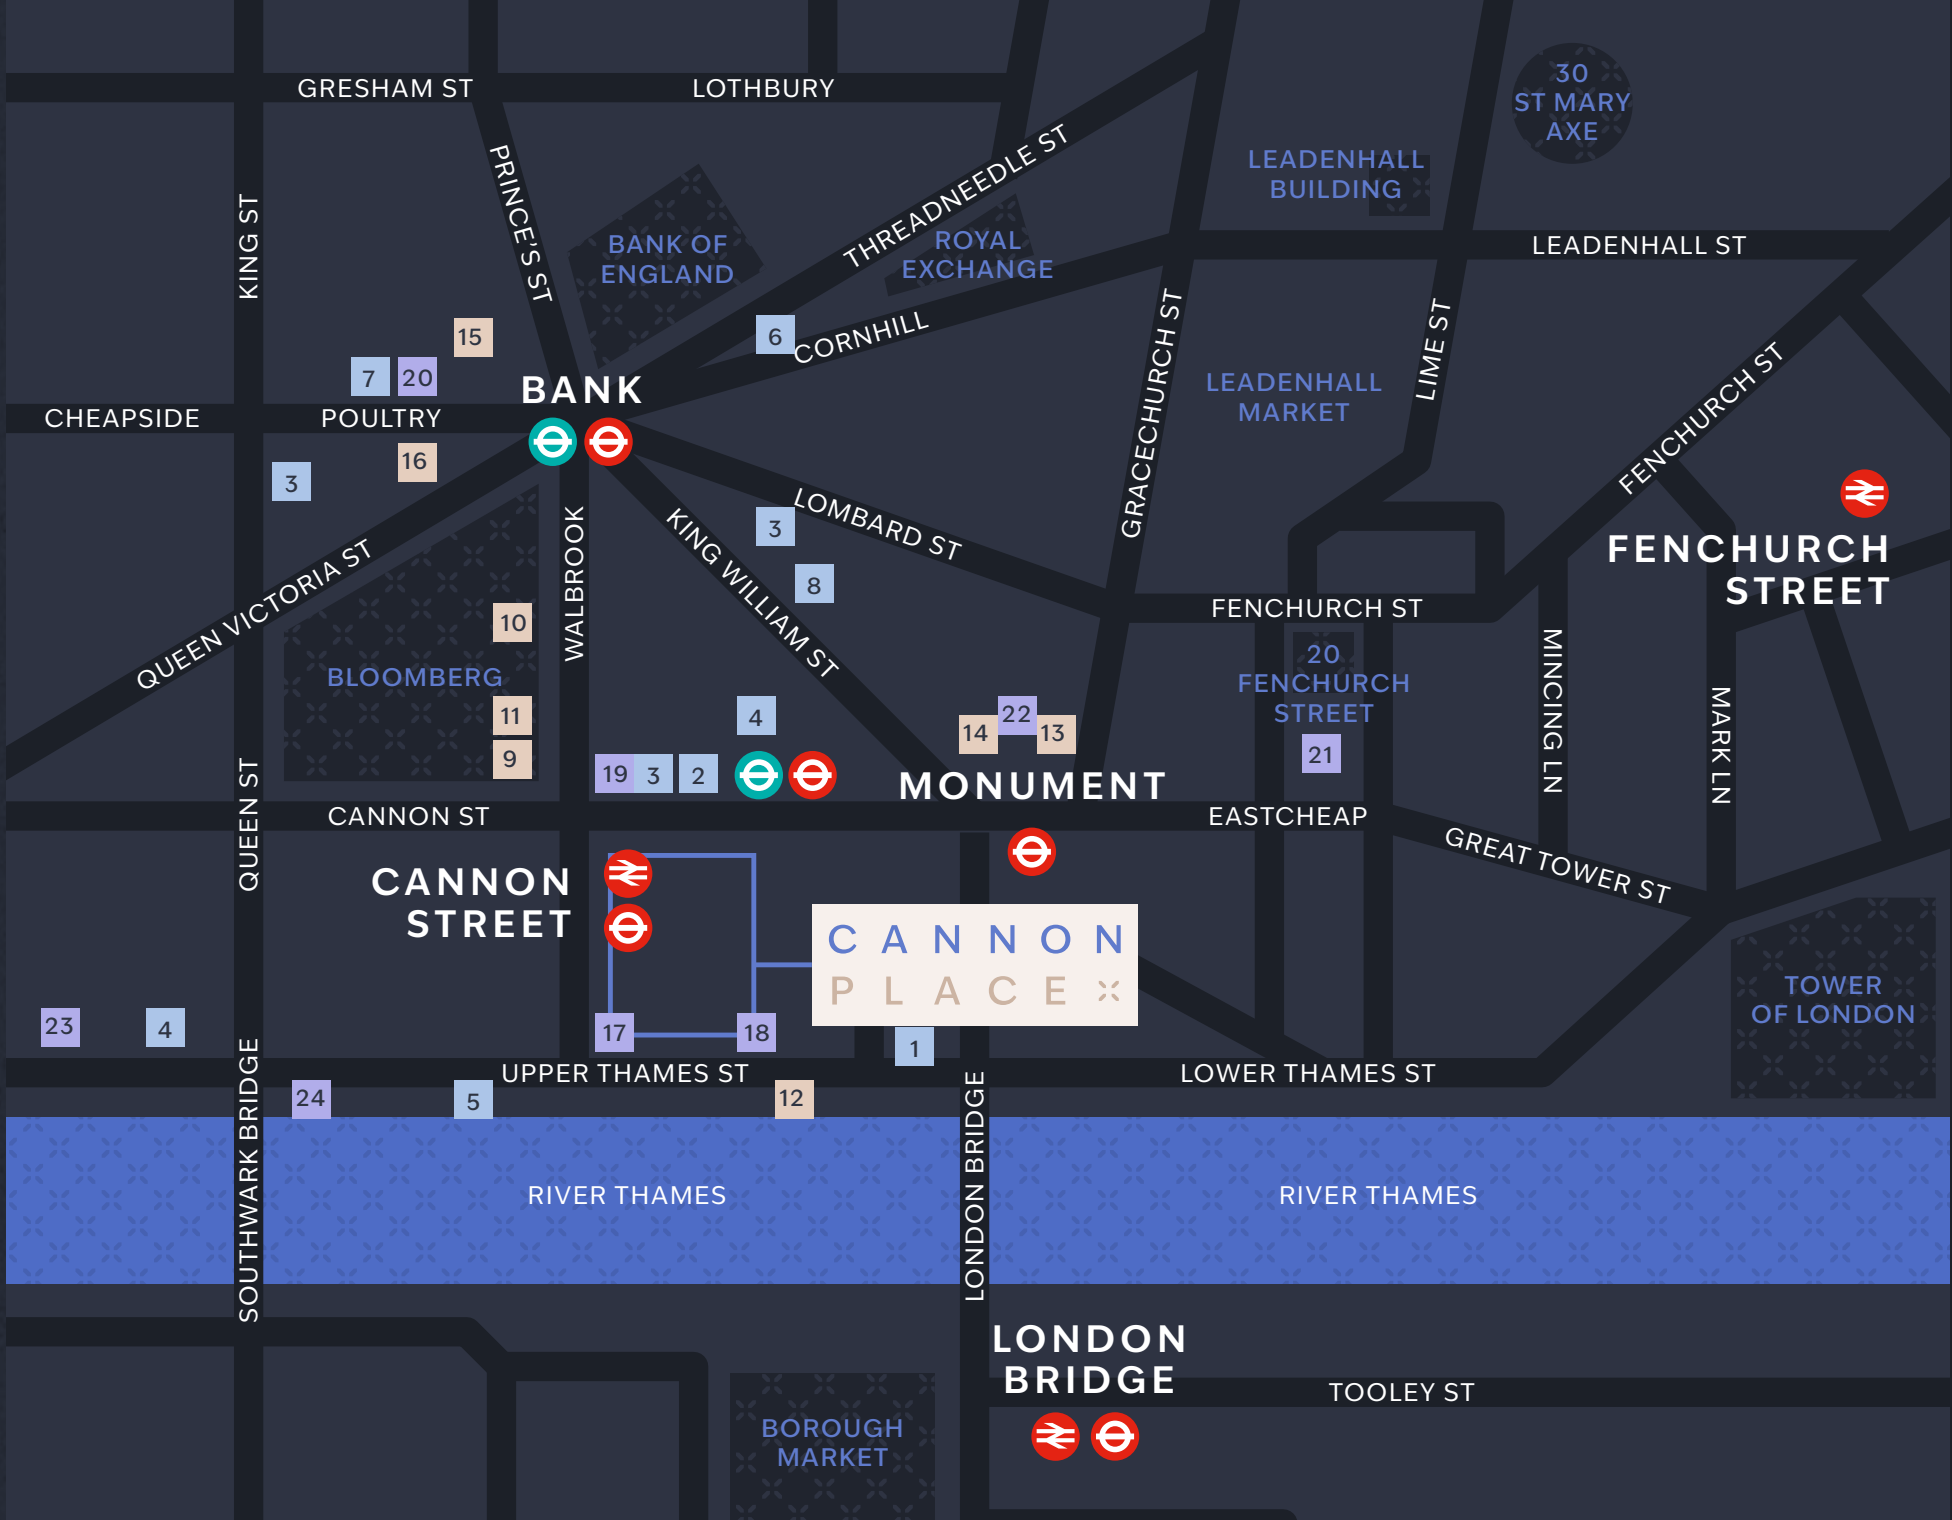 30
ST MARY
AXE
GRESHAM ST
LOTHBURY
LEADENHALL
BUILDING
THREADNEEDLE ST
PRINCE'S ST
KING ST
BANK OF
ENGLAND
ROYAL
EXCHANGE
LEADENHALL ST
CORNHILL
6
15
7
20
GRACECHURCH ST
LIME ST
LEADENHALL
MARKET
FENCHURCH ST
BANK
CHEAPSIDE
POULTRY
16
3
LOMBARD ST
3
8
KING WILLIAM ST
WALBROOK
QUEEN VICTORIA ST
FENCHURCH
STREET
FENCHURCH ST
10
BLOOMBERG
11
9
20
FENCHURCH
STREET
21
MINCING LN
MARK LN
4
19
3
2
14
22
13
MONUMENT
CANNON ST
EASTCHEAP
QUEEN ST
GREAT TOWER ST
CANNON
STREET
CANNON
PLACE
TOWER
OF LONDON
23
4
17
18
1
UPPER THAMES ST
LOWER THAMES ST
24
5
12
SOUTHWARK BRIDGE
LONDON BRIDGE
RIVER THAMES
RIVER THAMES
LONDON
BRIDGE
TOOLEY ST
BOROUGH
MARKET